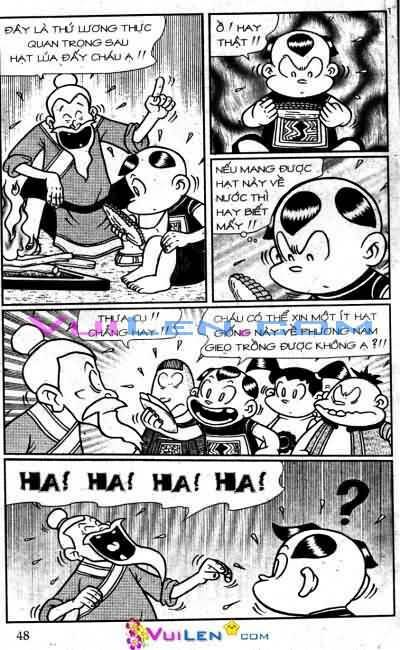 ĐÂY LÀ THỨ LƯƠNG THỰC
QUAN TRỌNG SAU
HẠT LÚA ĐẤY CHÁU Ạ !!
Ồ ! HAY
THẬT !!
NẾU MANG ĐƯỢC
HẠT NÀY VỀ
NƯỚC THÌ
HAY BIẾT
MẤY !!
THƯA CỤ !!
CHẲNG HAY !!
CHÁU CÓ THỂ XIN MỘT ÍT HẠT
GIỐNG NÀY VỀ PHƯƠNG NAM
GIEO TRỒNG ĐƯỢC KHÔNG Ạ ?!!
VUILEN
HA! HA! HA! HA!
?
48
VUILEN.COM